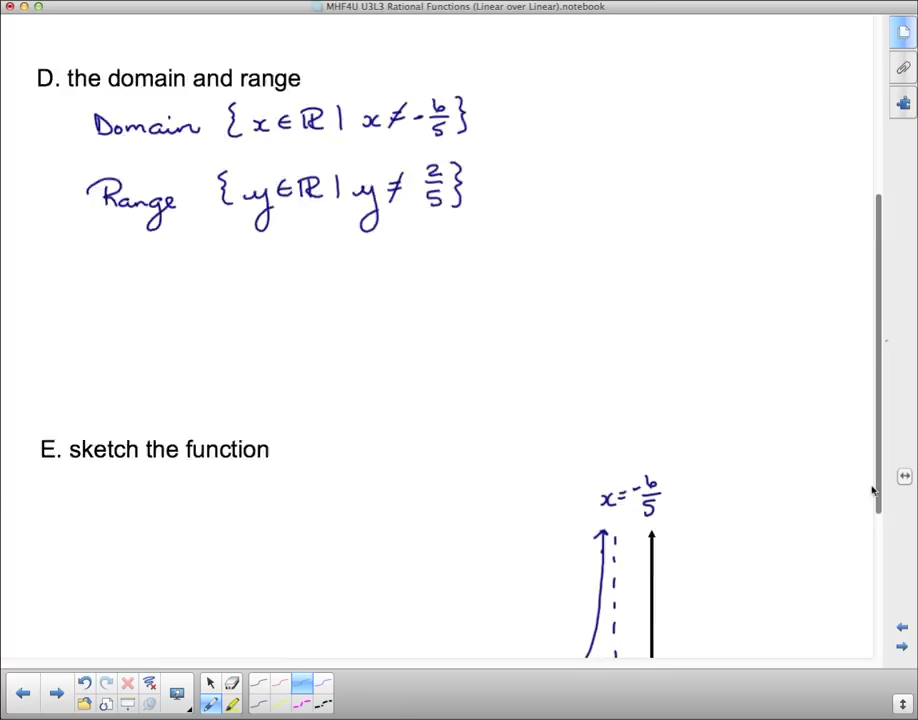 MHF4U U3L3 Rational Functions (Linear over Linear).notebook
D. the domain and range
Domain { x ∈ ℝ | x ≠ -6/5 }
Range { y ∈ ℝ | y ≠ 2/5 }
E. sketch the function
x = -6/5